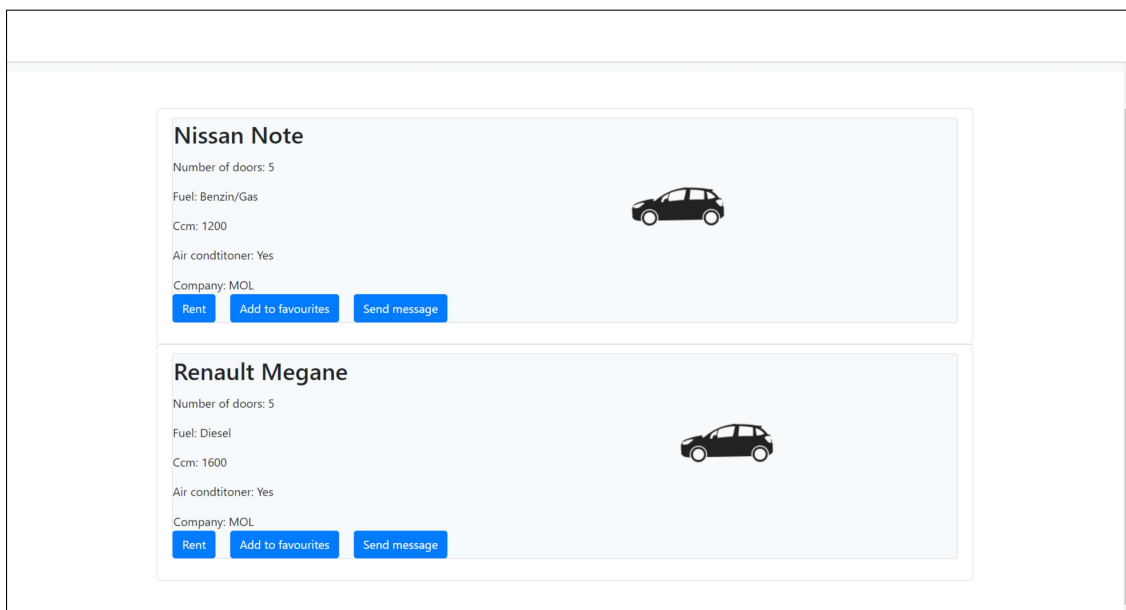 Nissan Note
Number of doors: 5
Fuel: Benzin/Gas
Ccm: 1200
Air condtitoner: Yes
Company: MOL
Rent Add to favourites Send message
Renault Megane
Number of doors: 5
Fuel: Diesel
Ccm: 1600
Air condtitoner: Yes
Company: MOL
Rent Add to favourites Send message